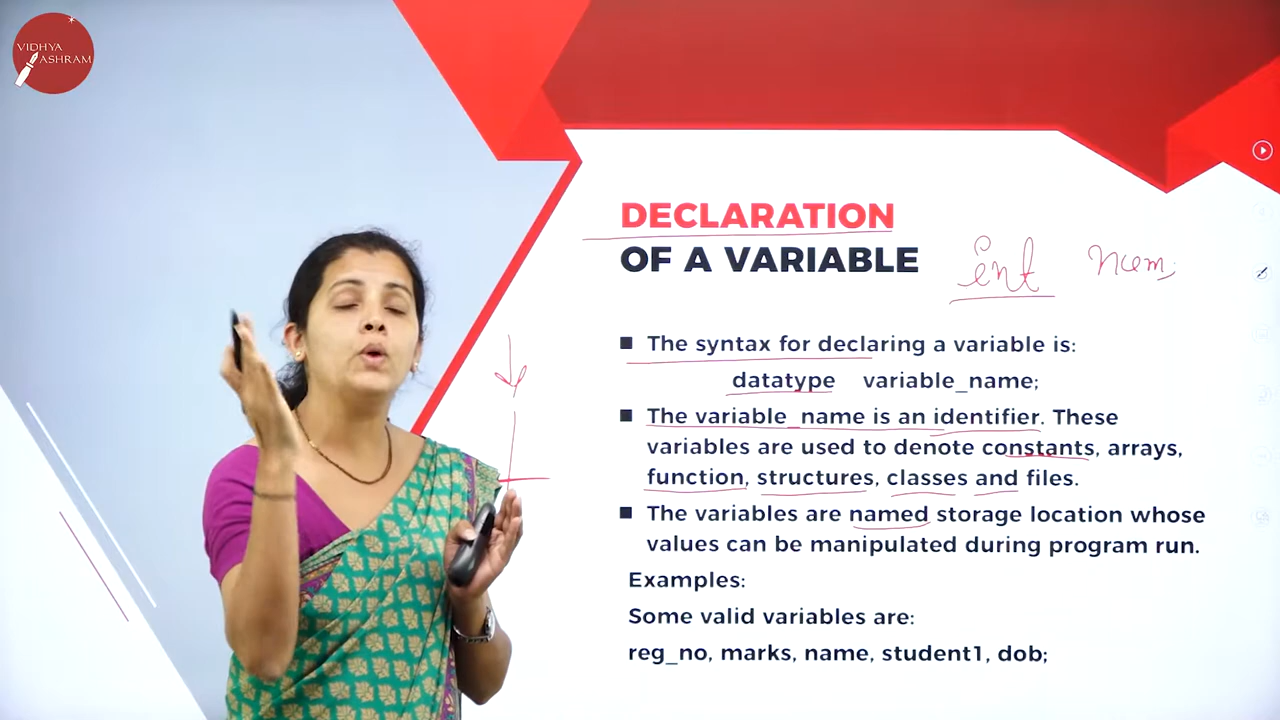 VIDHYA
ASHRAM
DECLARATION
OF A VARIABLE
int num;
■ The syntax for declaring a variable is:
datatype variable_name;
■ The variable_name is an identifier. These
variables are used to denote constants, arrays,
function, structures, classes and files.
■ The variables are named storage location whose
values can be manipulated during program run.
Examples:
Some valid variables are:
reg_no, marks, name, student1, dob;